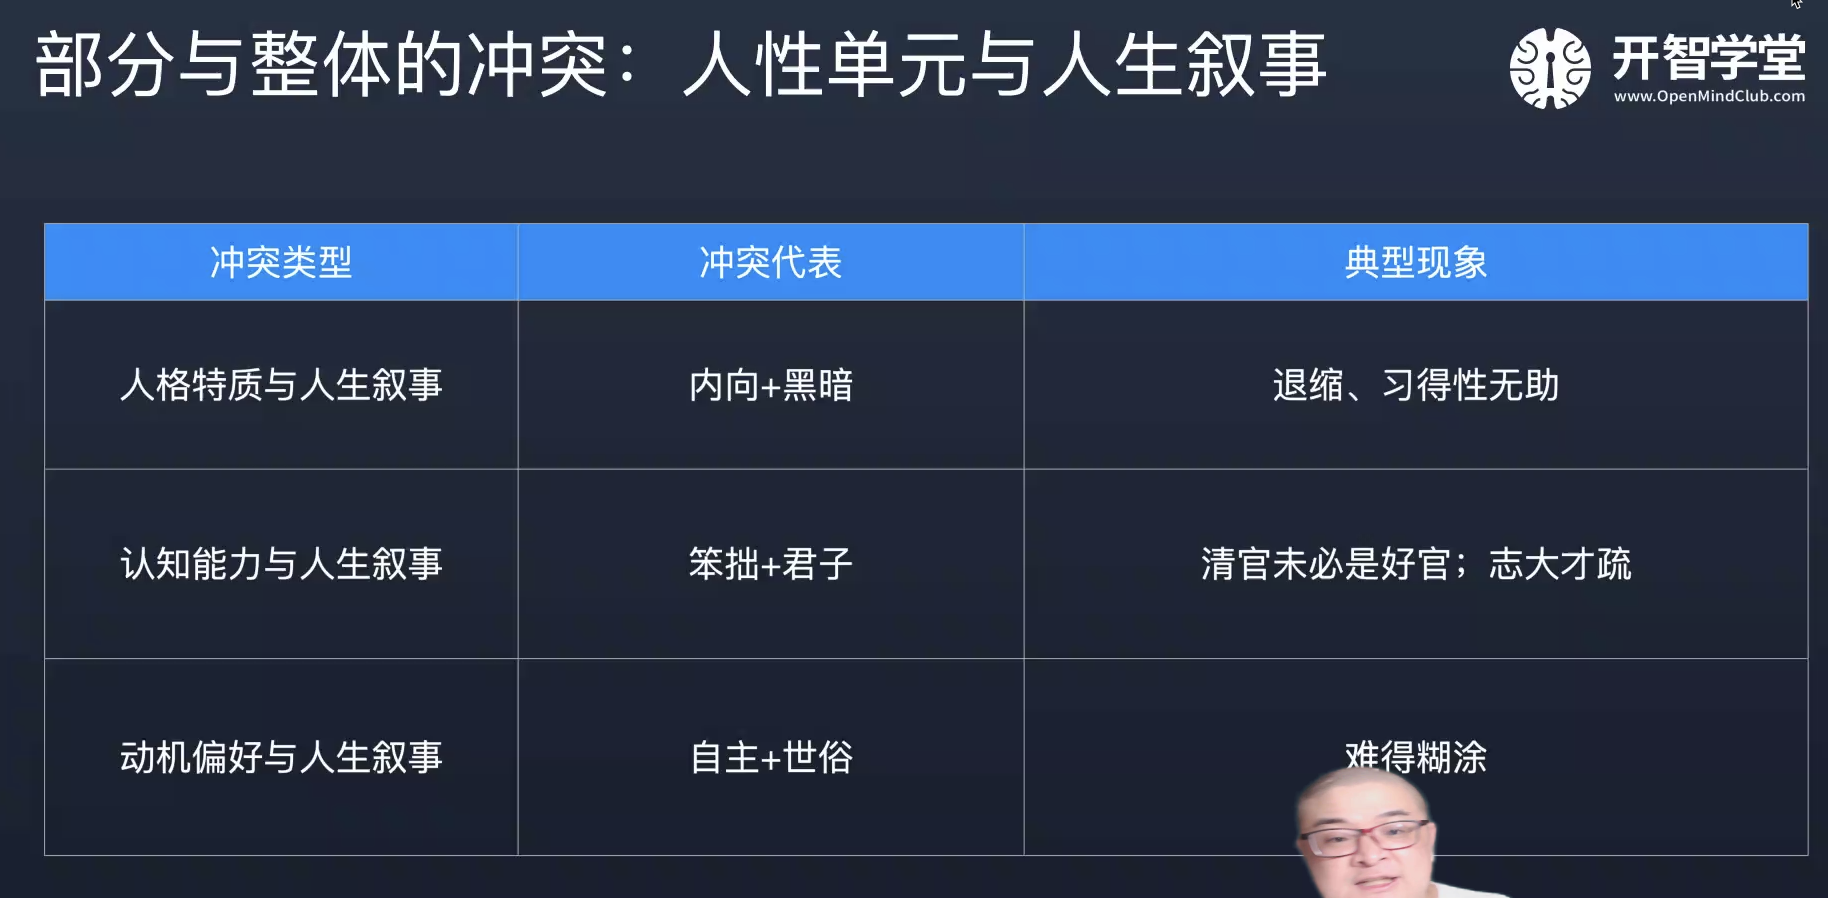 部分与整体的冲突：人性单元与人生叙事
开智学堂
www.OpenMindClub.com
冲突类型 冲突代表 典型现象
人格特质与人生叙事 内向+黑暗 退缩、习得性无助
认知能力与人生叙事 笨拙+君子 清官未必是好官；志大才疏
动机偏好与人生叙事 自主+世俗 难得糊涂